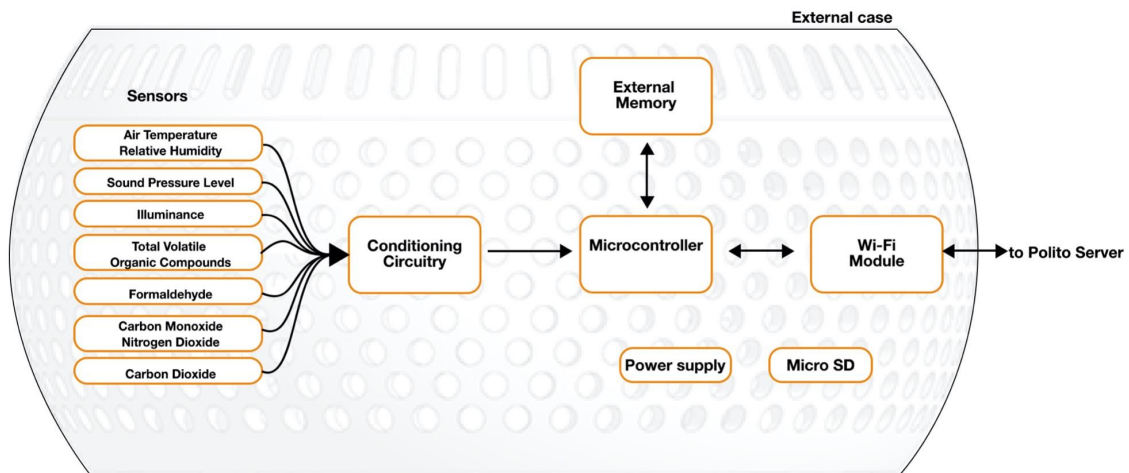 External case
Sensors
External
Memory
Air Temperature
Relative Humidity
Sound Pressure Level
Illuminance
Total Volatile
Organic Compounds
Formaldehyde
Carbon Monoxide
Nitrogen Dioxide
Carbon Dioxide
Conditioning
Circuitry
Microcontroller
Wi-Fi
Module
to Polito Server
Power supply
Micro SD